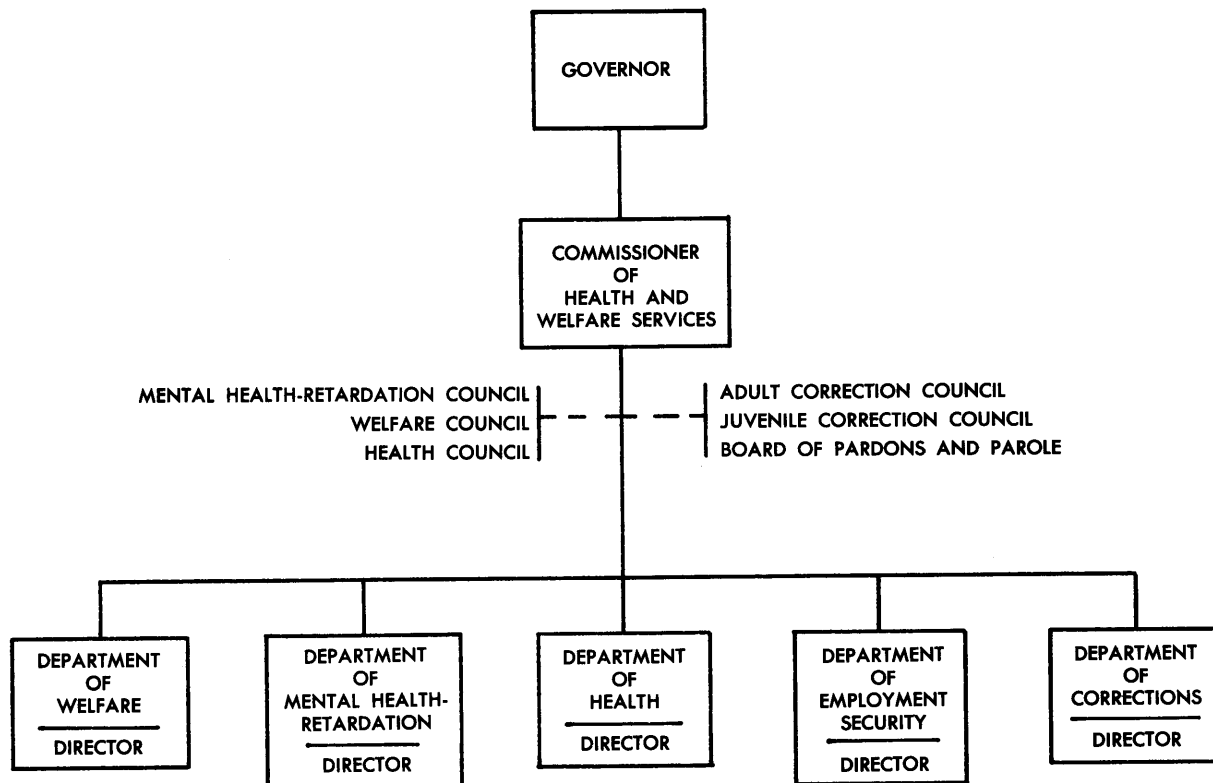 GOVERNOR
COMMISSIONER
OF
HEALTH AND
WELFARE SERVICES
MENTAL HEALTH-RETARDATION COUNCIL
WELFARE COUNCIL
HEALTH COUNCIL
ADULT CORRECTION COUNCIL
JUVENILE CORRECTION COUNCIL
BOARD OF PARDONS AND PAROLE
DEPARTMENT
OF
WELFARE
DIRECTOR
DEPARTMENT
OF
MENTAL HEALTH-
RETARDATION
DIRECTOR
DEPARTMENT
OF
HEALTH
DIRECTOR
DEPARTMENT
OF
EMPLOYMENT
SECURITY
DIRECTOR
DEPARTMENT
OF
CORRECTIONS
DIRECTOR